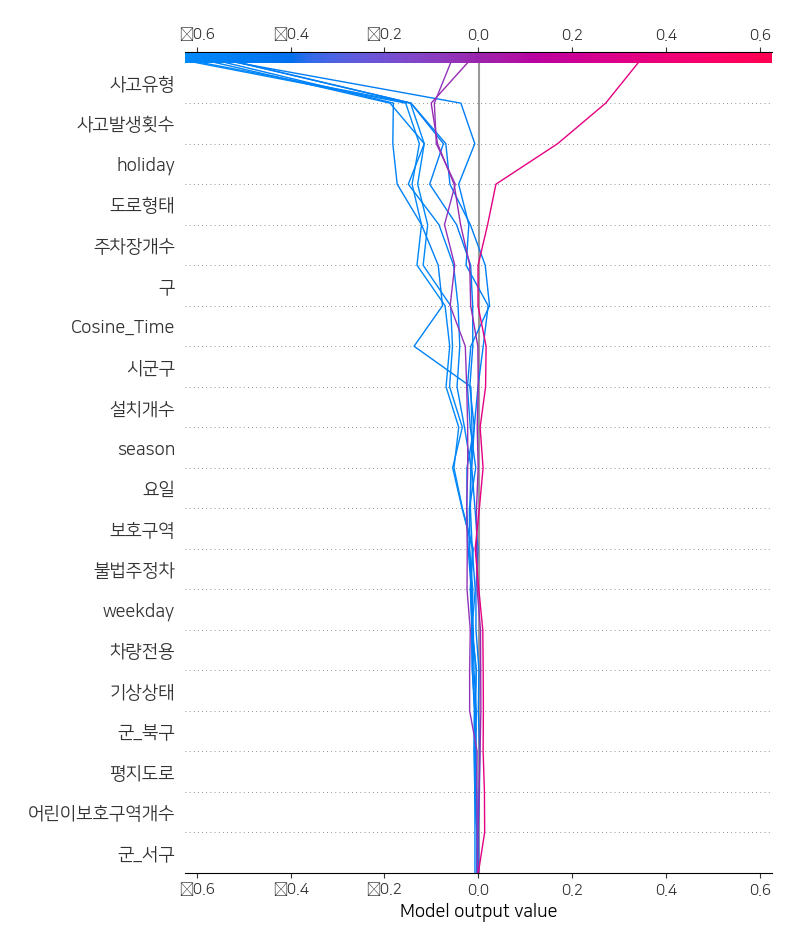 ☒0.6 ☒0.4 ☒0.2 0.0 0.2 0.4 0.6
사고유형
사고발생횟수
holiday
도로형태
주차장개수
구
Cosine_Time
시군구
설치개수
season
요일
보호구역
불법주정차
weekday
차량전용
기상상태
군_북구
평지도로
어린이보호구역개수
군_서구
☒0.6 ☒0.4 ☒0.2 0.0 0.2 0.4 0.6
Model output value